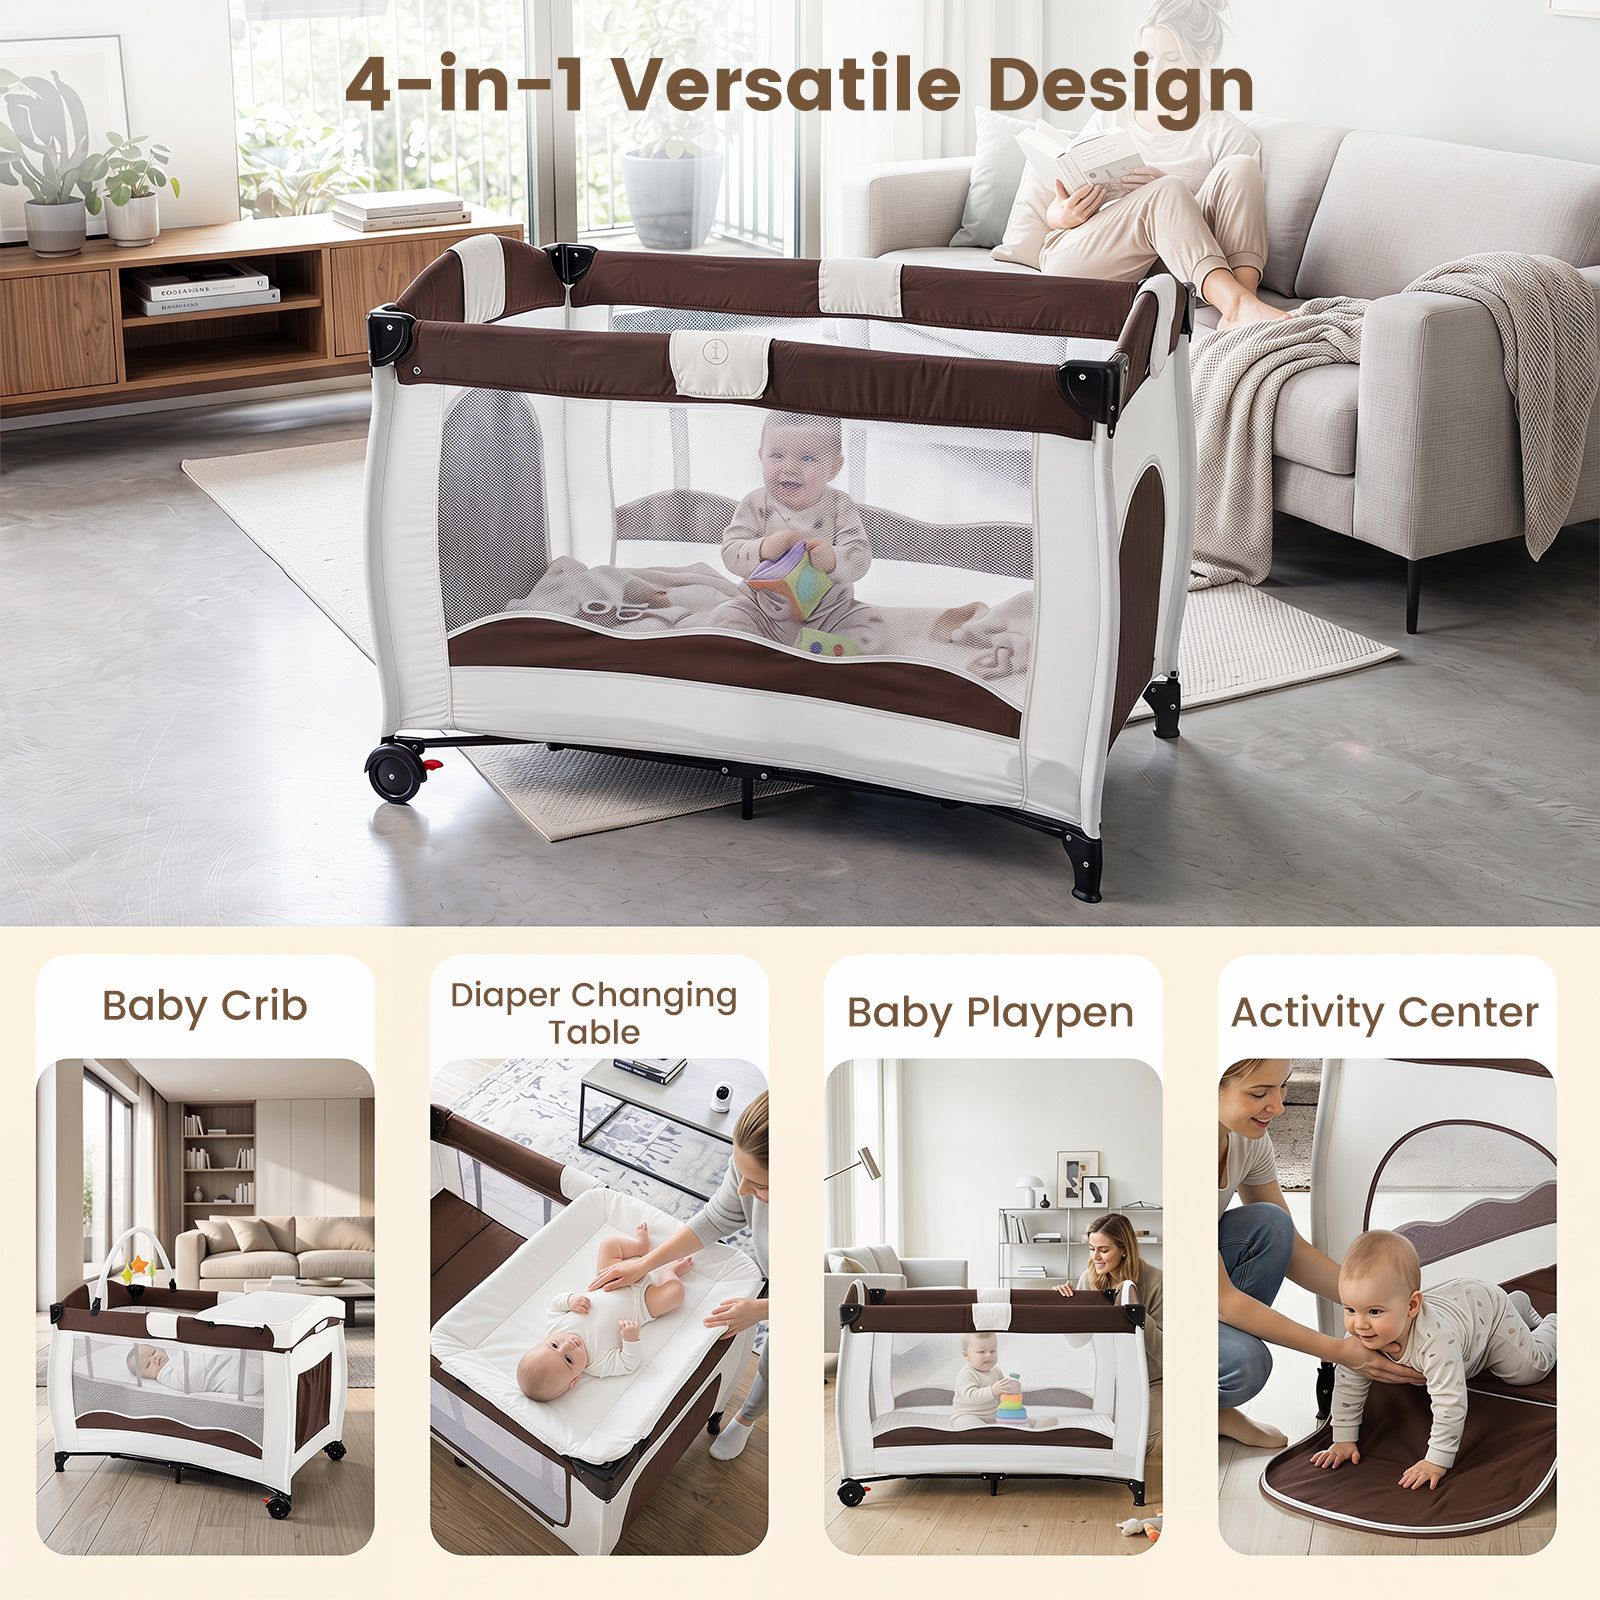 4-in-1 Versatile Design
Baby Crib
Diaper Changing
Table
Baby Playpen
Activity Center